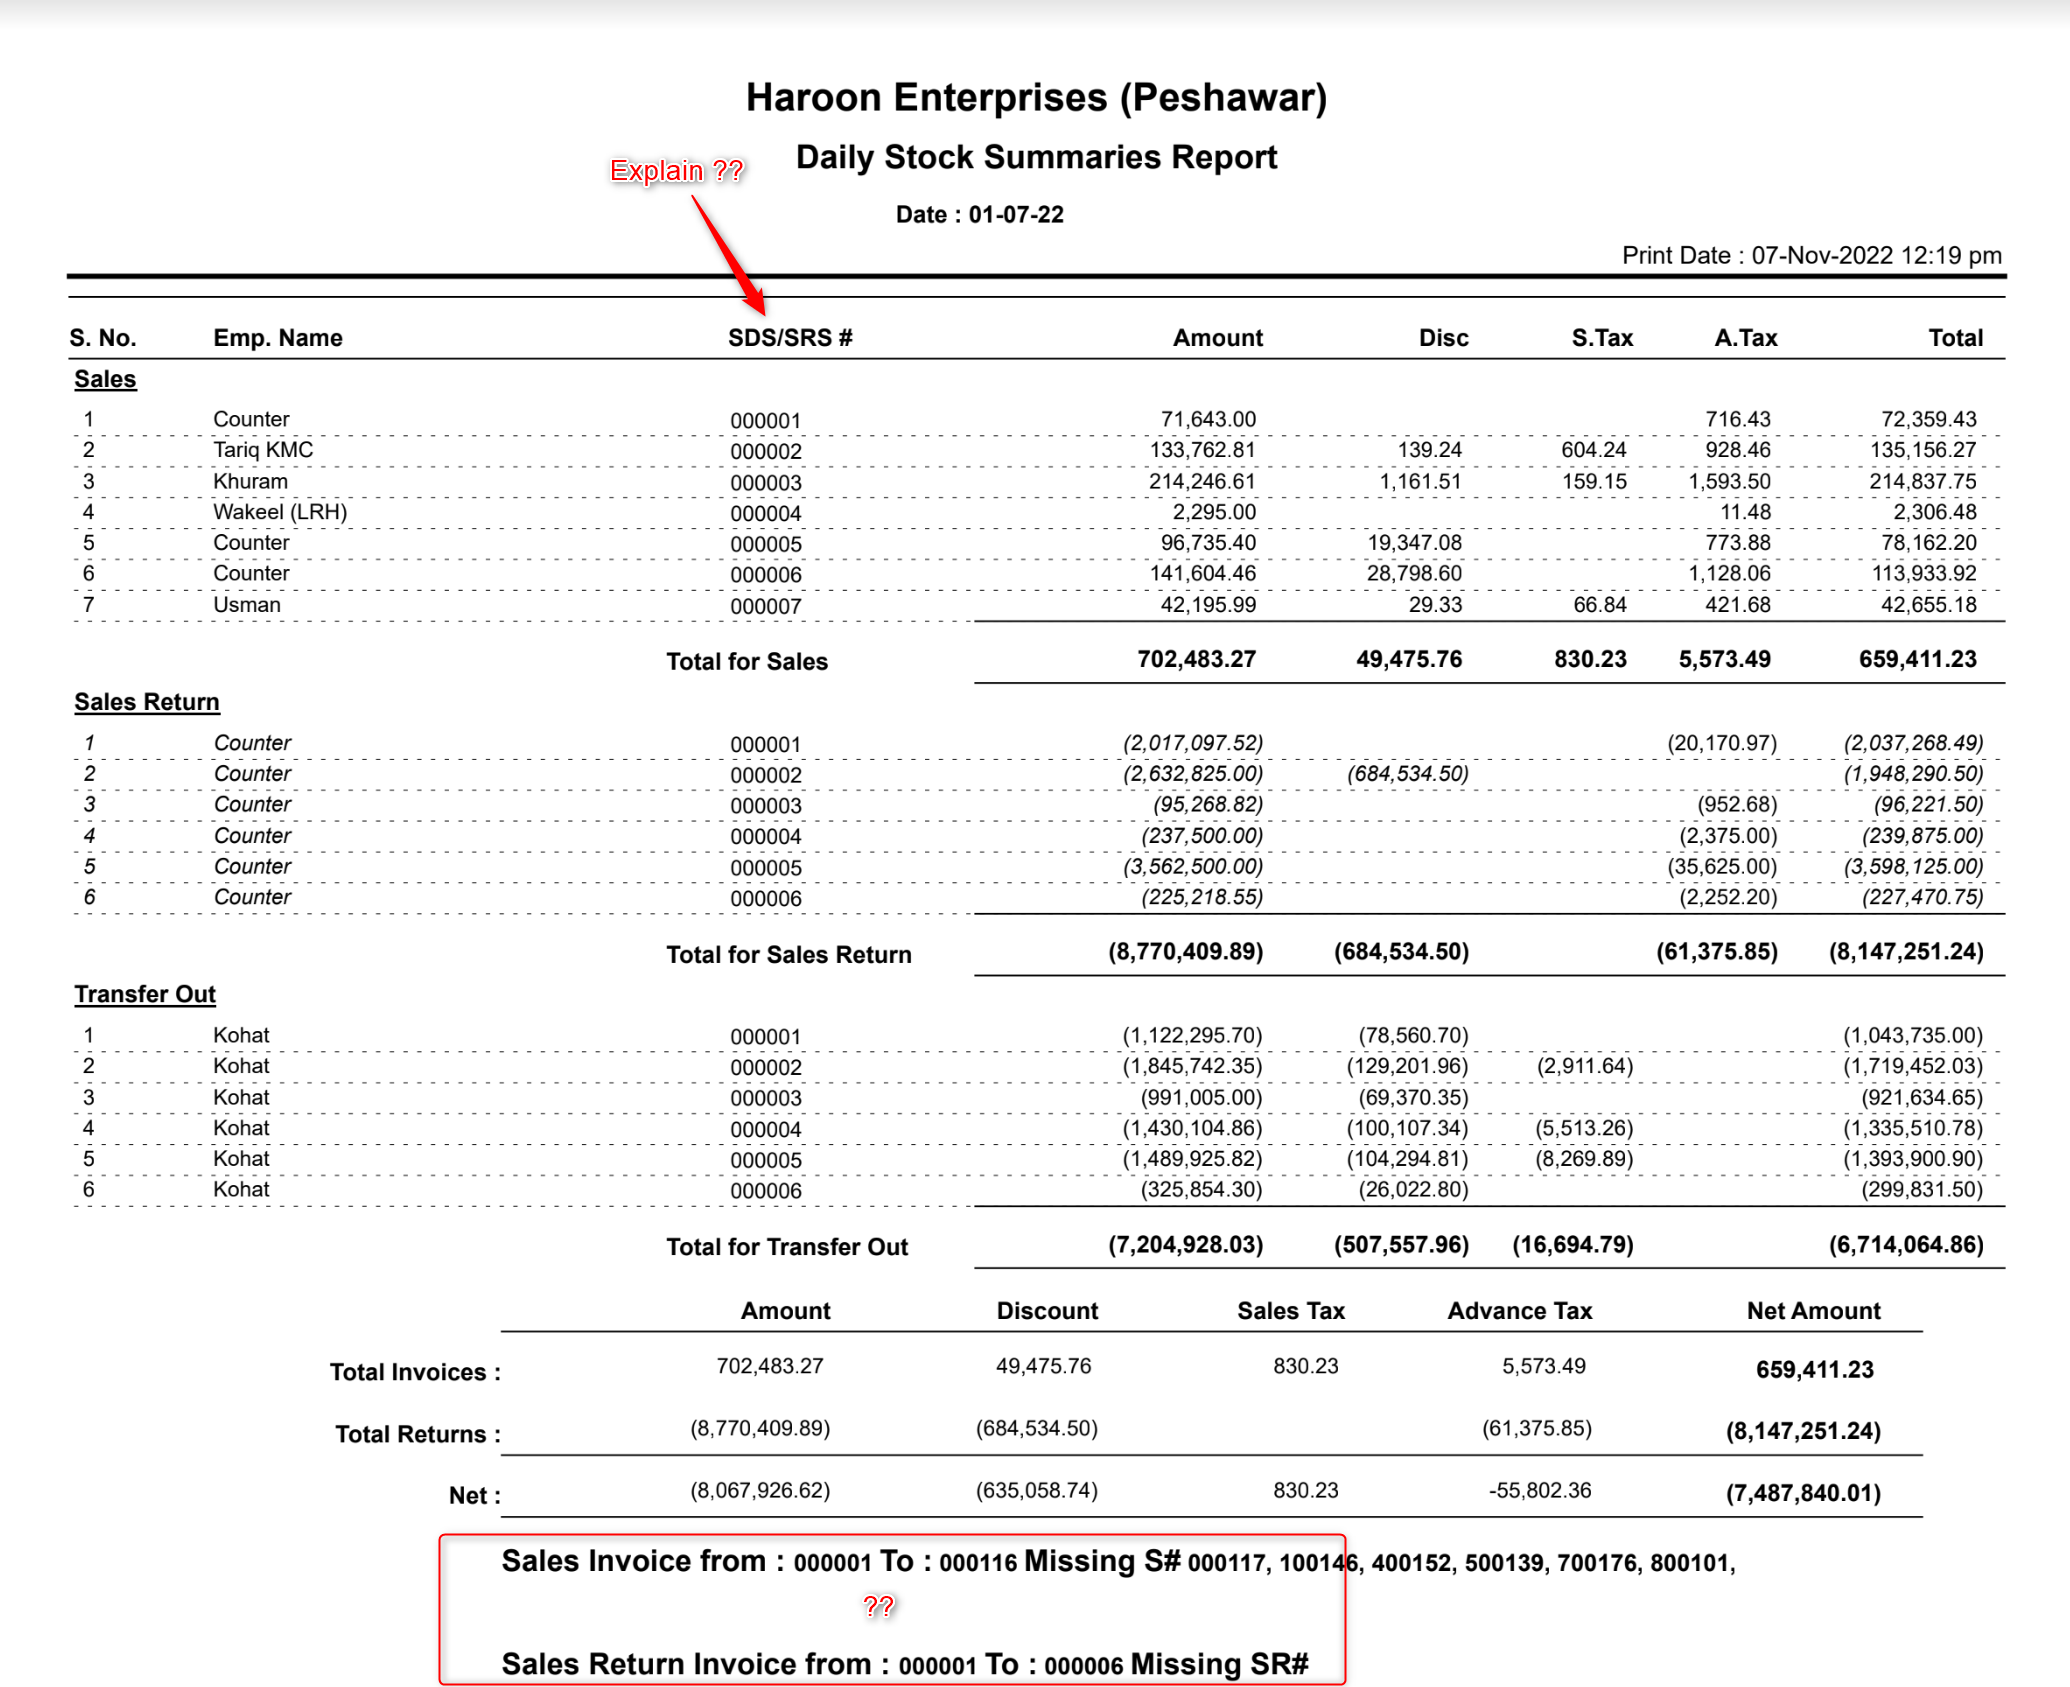 Haroon Enterprises (Peshawar)
Daily Stock Summaries Report
Explain ??
Date : 01-07-22
Print Date : 07-Nov-2022 12:19 pm
S. No. Emp. Name SDS/SRS # Amount Disc S.Tax A.Tax Total
Sales
1 Counter 000001 71,643.00 716.43 72,359.43
2 Tariq KMC 000002 133,762.81 139.24 604.24 928.46 135,156.27
3 Khuram 000003 214,246.61 1,161.51 159.15 1,593.50 214,837.75
4 Wakeel (LRH) 000004 2,295.00 11.48 2,306.48
5 Counter 000005 96,735.40 19,347.08 773.88 78,162.20
6 Counter 000006 141,604.46 28,798.60 1,128.06 113,933.92
7 Usman 000007 42,195.99 29.33 66.84 421.68 42,655.18
Total for Sales 702,483.27 49,475.76 830.23 5,573.49 659,411.23
Sales Return
1 Counter 000001 (2,017,097.52) (20,170.97) (2,037,268.49)
2 Counter 000002 (2,632,825.00) (684,534.50) (1,948,290.50)
3 Counter 000003 (95,268.82) (952.68) (96,221.50)
4 Counter 000004 (237,500.00) (2,375.00) (239,875.00)
5 Counter 000005 (3,562,500.00) (35,625.00) (3,598,125.00)
6 Counter 000006 (225,218.55) (2,252.20) (227,470.75)
Total for Sales Return (8,770,409.89) (684,534.50) (61,375.85) (8,147,251.24)
Transfer Out
1 Kohat 000001 (1,122,295.70) (78,560.70) (1,043,735.00)
2 Kohat 000002 (1,845,742.35) (129,201.96) (2,911.64) (1,719,452.03)
3 Kohat 000003 (991,005.00) (69,370.35) (921,634.65)
4 Kohat 000004 (1,430,104.86) (100,107.34) (5,513.26) (1,335,510.78)
5 Kohat 000005 (1,489,925.82) (104,294.81) (8,269.89) (1,393,900.90)
6 Kohat 000006 (325,854.30) (26,022.80) (299,831.50)
Total for Transfer Out (7,204,928.03) (507,557.96) (16,694.79) (6,714,064.86)
Amount Discount Sales Tax Advance Tax Net Amount
Total Invoices : 702,483.27 49,475.76 830.23 5,573.49 659,411.23
Total Returns : (8,770,409.89) (684,534.50) (61,375.85) (8,147,251.24)
Net : (8,067,926.62) (635,058.74) 830.23 -55,802.36 (7,487,840.01)
Sales Invoice from : 000001 To : 000116 Missing S# 000117, 100146, 400152, 500139, 700176, 800101,
??
Sales Return Invoice from : 000001 To : 000006 Missing SR#